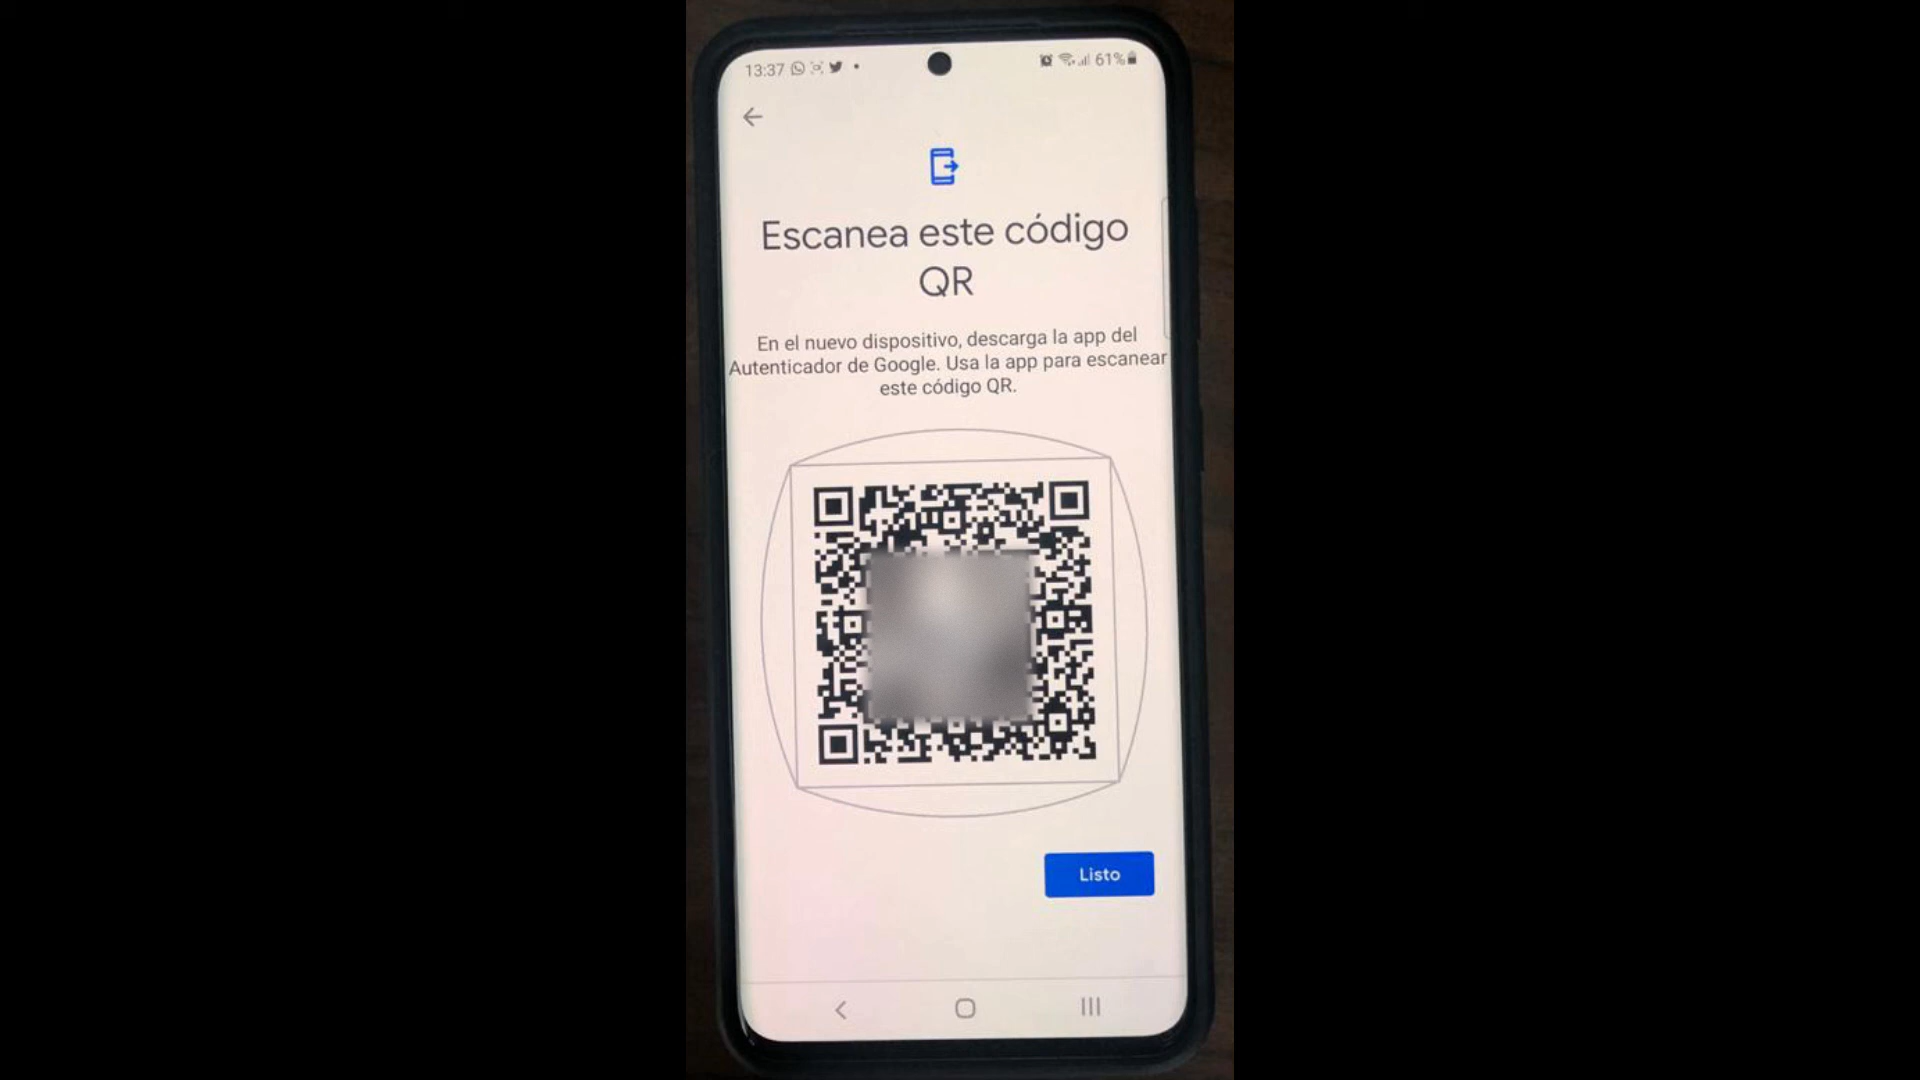 13:37 61%
Escanea este código
QR
En el nuevo dispositivo, descarga la app del
Autenticador de Google. Usa la app para escanear
este código QR.
Listo